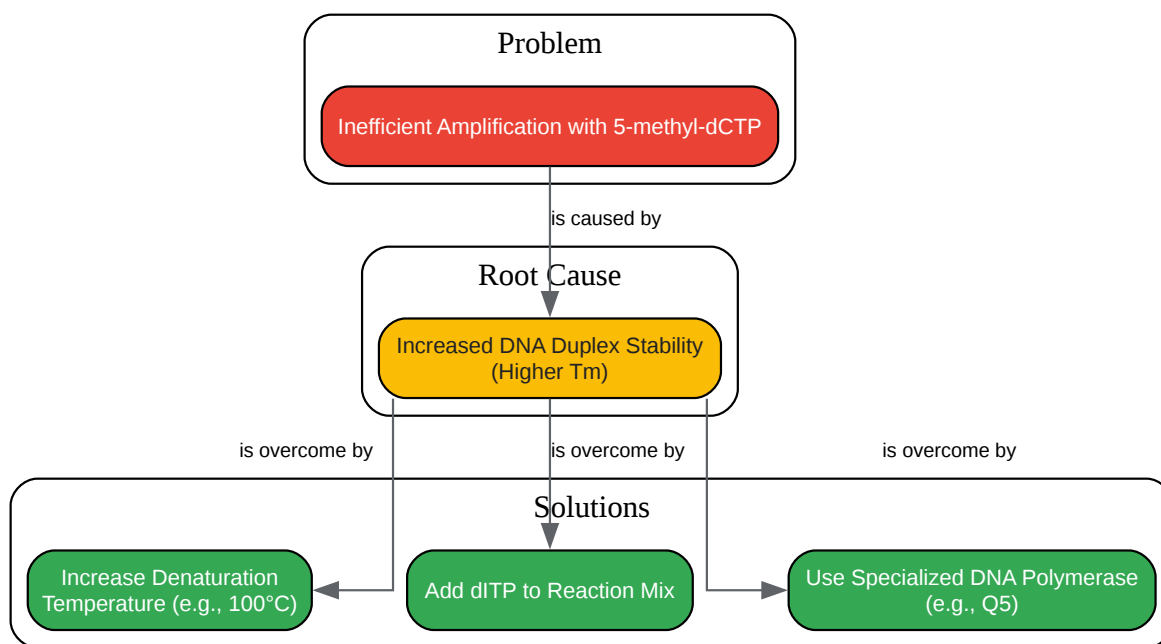 Problem
Inefficient Amplification with 5-methyl-dCTP
is caused by
Root Cause
Increased DNA Duplex Stability
(Higher Tm)
is overcome by
is overcome by
is overcome by
Solutions
Increase Denaturation
Temperature (e.g., 100°C)
Add dITP to Reaction Mix
Use Specialized DNA Polymerase
(e.g., Q5)